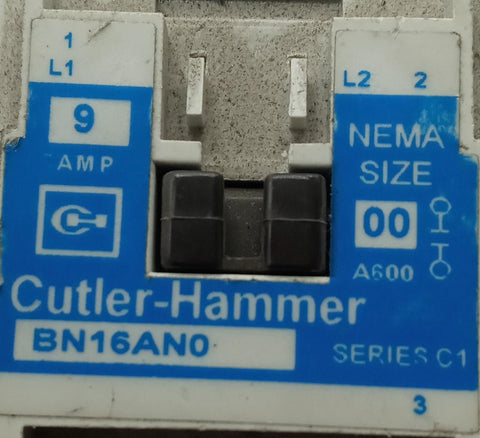 1
L1
L2 2
9
AMP
NEMA
SIZE
00
A600
Cutler-Hammer
BN16AN0
SERIES C1
3